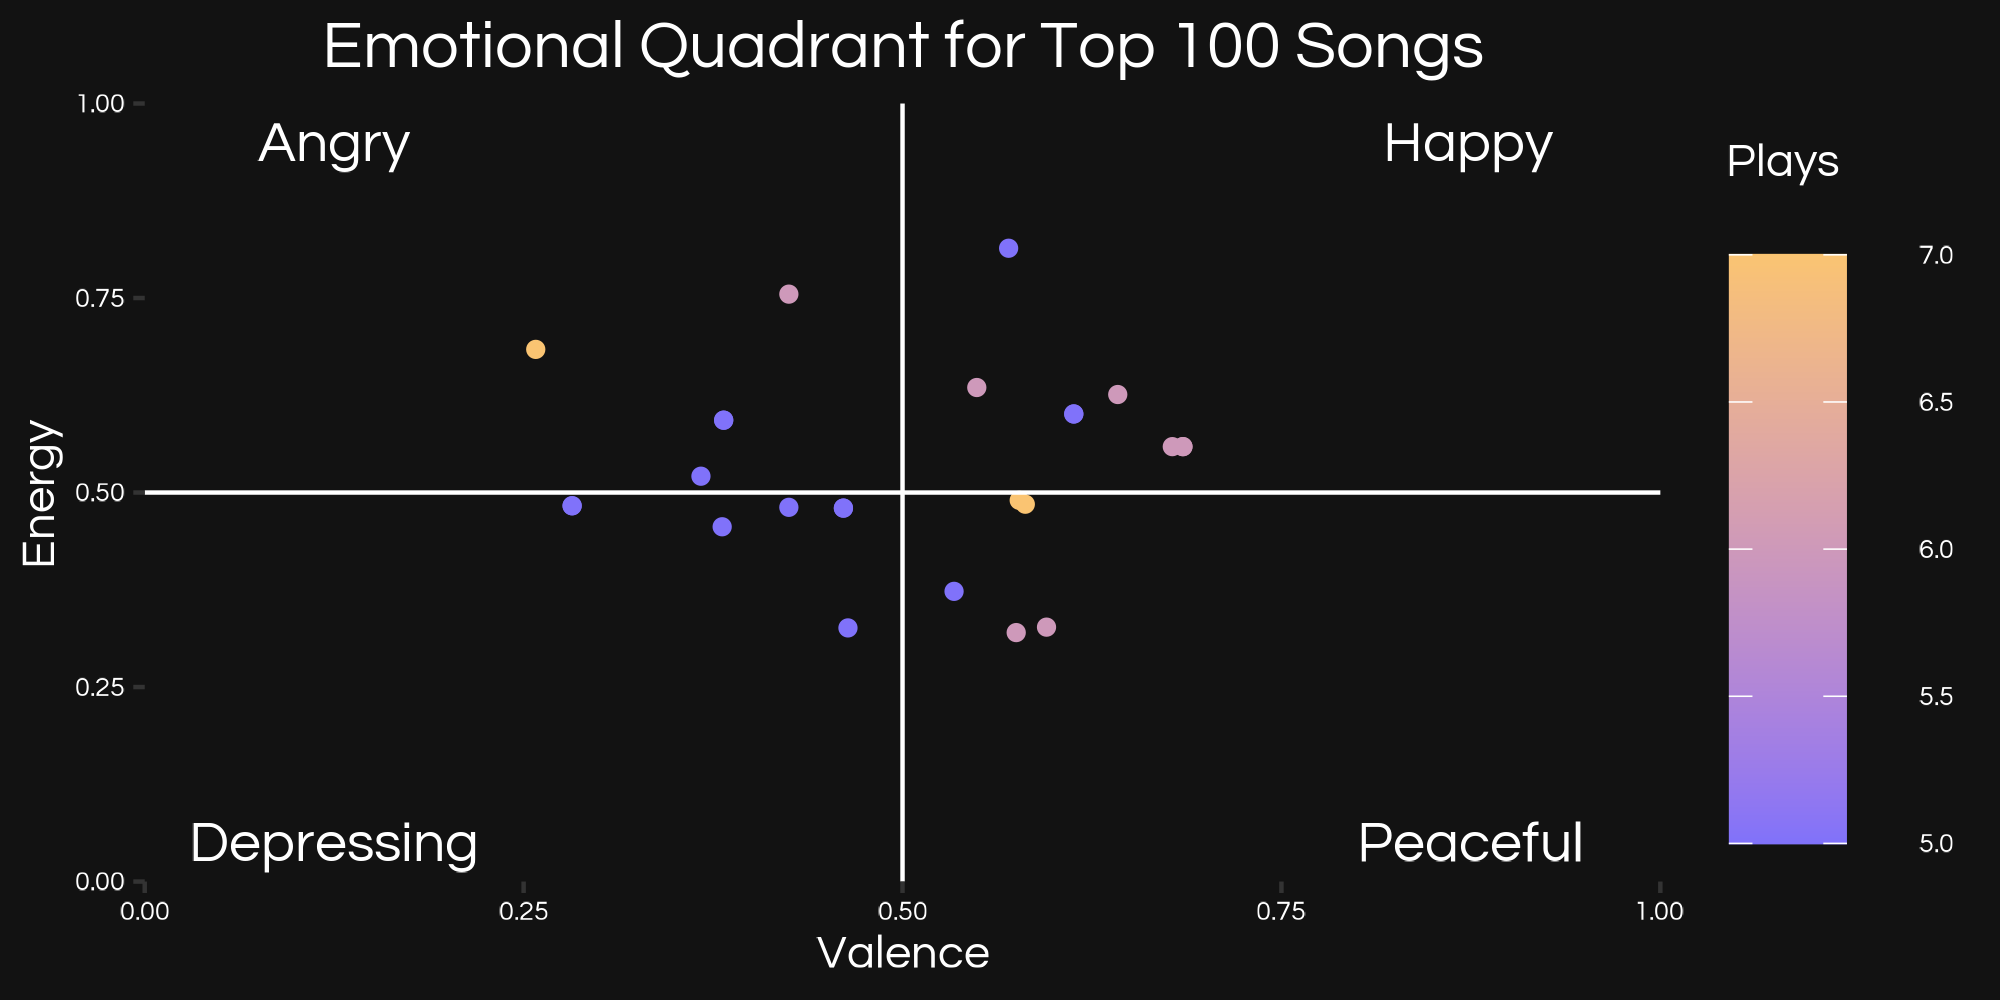 Emotional Quadrant for Top 100 Songs
1.00
Angry
Happy
Plays
7.0
0.75
6.5
Energy
0.50
6.0
0.25
5.5
Depressing
Peaceful
5.0
0.00
0.00 0.25 0.50 0.75 1.00
Valence